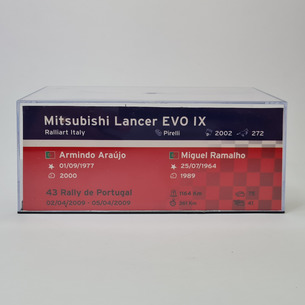 Mitsubishi Lancer EVO IX
Ralliart Italy Pirelli 2002 272
Armindo Araújo Miguel Ramalho
01/09/1977 25/07/1964
2000 1989
43 Rally de Portugal
02/04/2009 - 05/04/2009